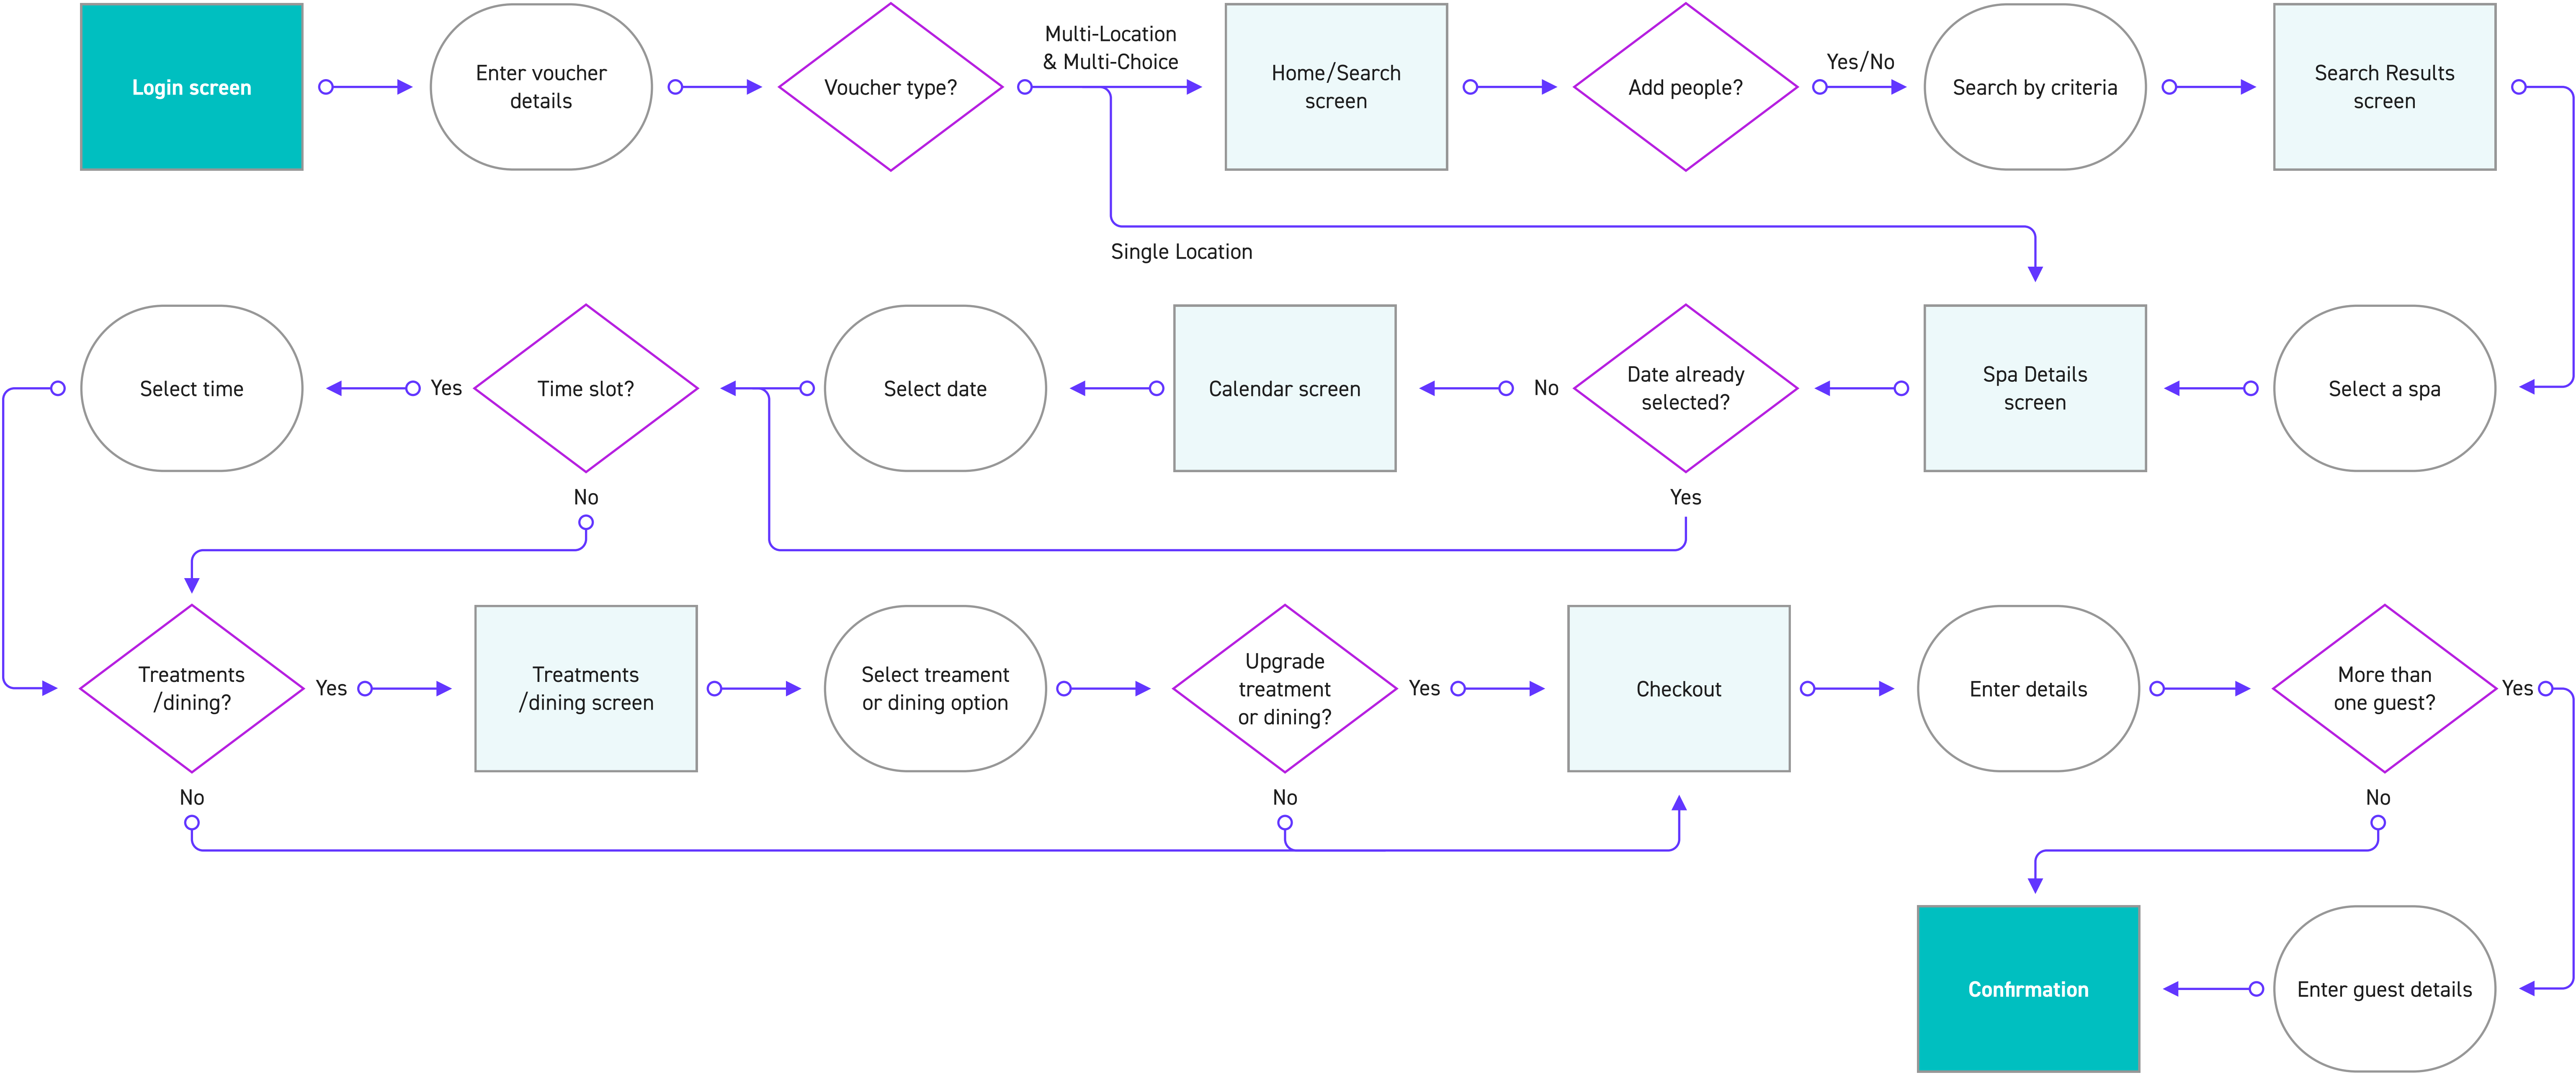 Login screen
Enter voucher
details
Voucher type?
Multi-Location
& Multi-Choice
Home/Search
screen
Add people?
Yes/No
Search by criteria
Search Results
screen
Single Location
Select time
Yes
Time slot?
No
Select date
Calendar screen
No
Date already
selected?
Yes
Spa Details
screen
Select a spa
Treatments
/dining?
Yes
No
Treatments
/dining screen
Select treament
or dining option
Upgrade
treatment
or dining?
Yes
No
Checkout
Enter details
More than
one guest?
Yes
No
Confirmation
Enter guest details